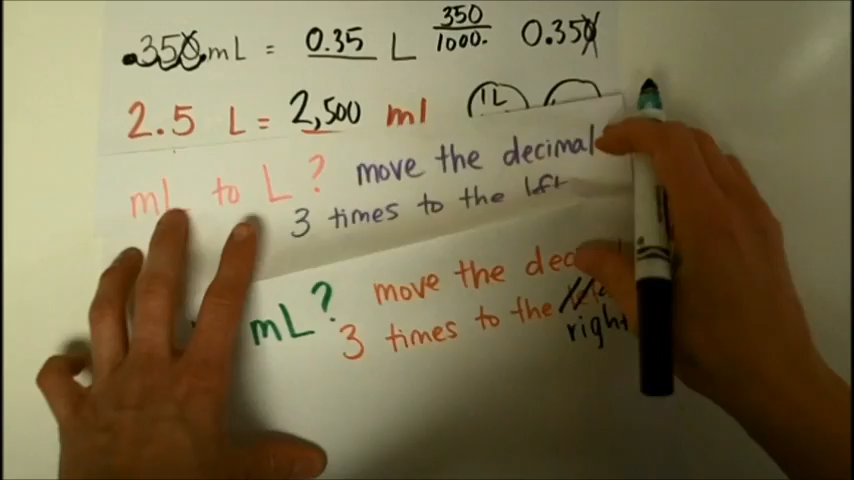 350.mL = 0.35 L 350/1000. 0.350
2.5 L = 2,500 ml 1L
mL to L? move the decimal
3 times to the left
mL? move the dec
3 times to the
right